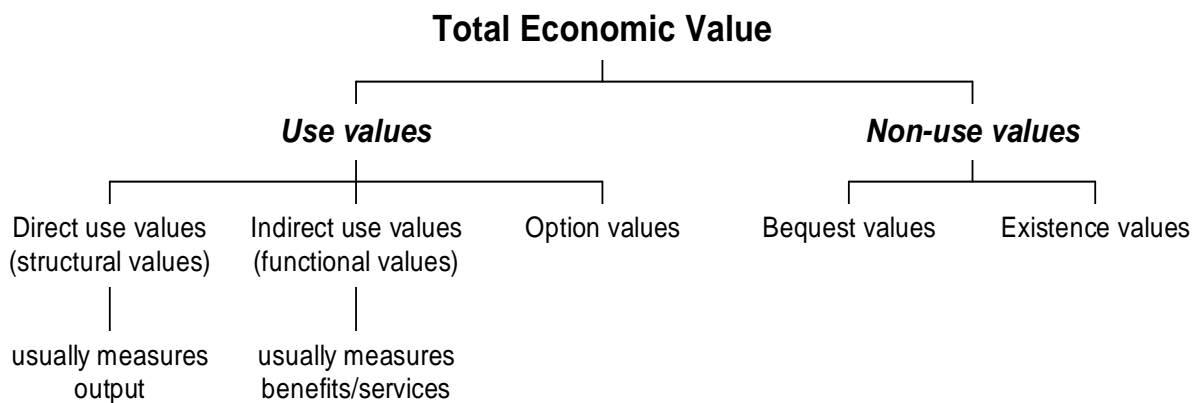 Total Economic Value
Use values
Non-use values
Direct use values
(structural values)
Indirect use values
(functional values)
Option values
Bequest values
Existence values
usually measures
output
usually measures
benefits/services